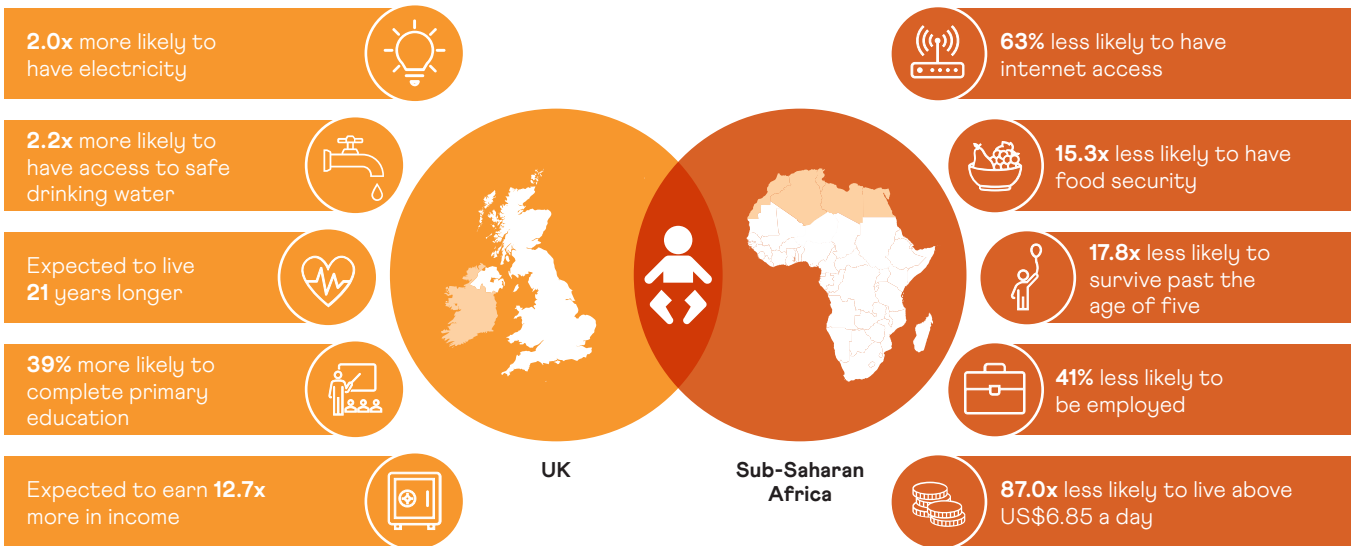 2.0x more likely to
have electricity
2.2x more likely to
have access to safe
drinking water
Expected to live
21 years longer
39% more likely to
complete primary
education
Expected to earn 12.7x
more in income
UK
Sub-Saharan
Africa
63% less likely to have
internet access
15.3x less likely to have
food security
17.8x less likely to
survive past the
age of five
41% less likely to
be employed
87.0x less likely to live above
US$6.85 a day